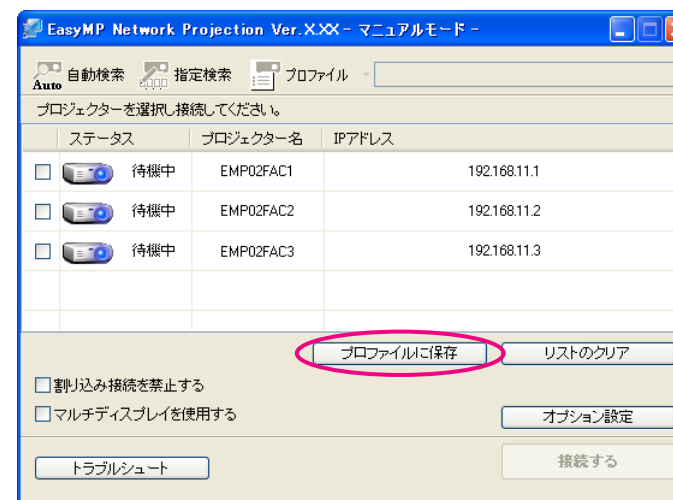 EasyMP Network Projection Ver.X.XX - マニュアルモード -
Auto 自動検索 指定検索 プロファイル
プロジェクターを選択し接続してください。
ステータス プロジェクター名 IPアドレス
待機中 EMP02FAC1 192.168.11.1
待機中 EMP02FAC2 192.168.11.2
待機中 EMP02FAC3 192.168.11.3
プロファイルに保存 リストのクリア
割り込み接続を禁止する
マルチディスプレイを使用する オプション設定
トラブルシュート 接続する